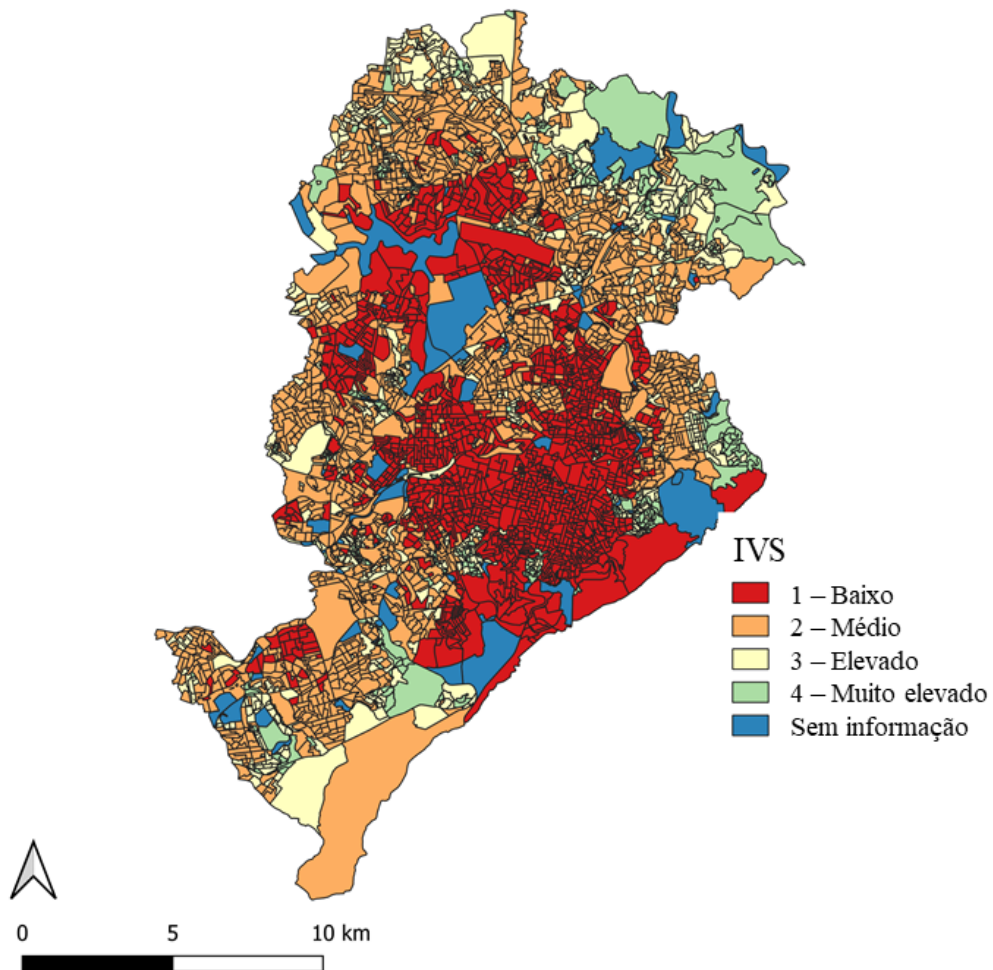 IVS
1 – Baixo
2 – Médio
3 – Elevado
4 – Muito elevado
Sem informação
0 5 10 km